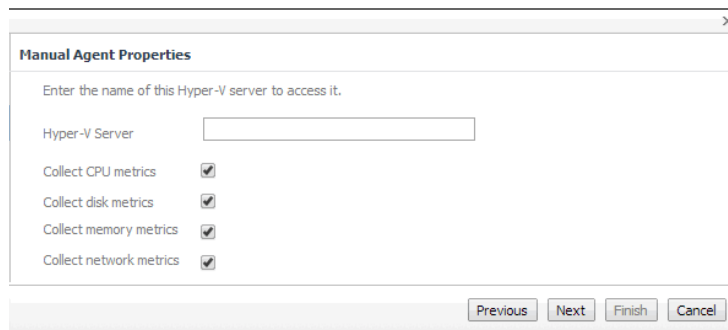 Manual Agent Properties
Enter the name of this Hyper-V server to access it.
Hyper-V Server
Collect CPU metrics
Collect disk metrics
Collect memory metrics
Collect network metrics
Previous Next Finish Cancel